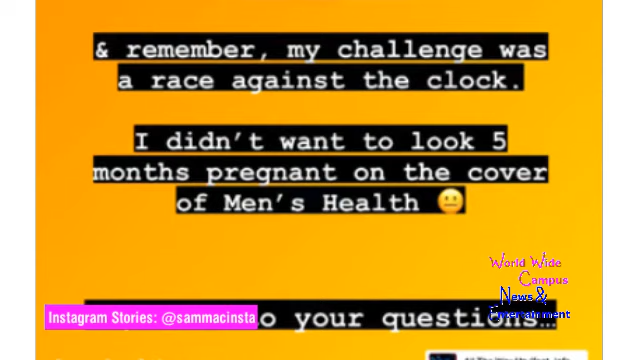 & remember, my challenge was
a race against the clock.
I didn't want to look 5
months pregnant on the cover
of Men's Health 😐
World Wide
Campus
News &
Entertainment
Instagram Stories: @sammacinsta
o your questions…